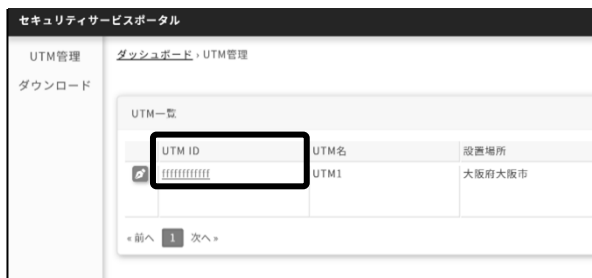 セキュリティサービスポータル
UTM管理
ダッシュボード › UTM管理
ダウンロード
UTM一覧
UTM ID UTM名 設置場所
ffffffffffff UTM1 大阪府大阪市
« 前へ 1 次へ »